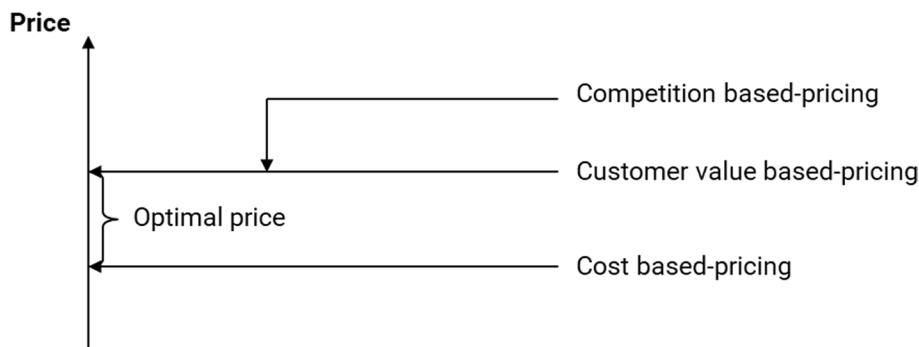 Price
Competition based-pricing
Customer value based-pricing
Optimal price
Cost based-pricing